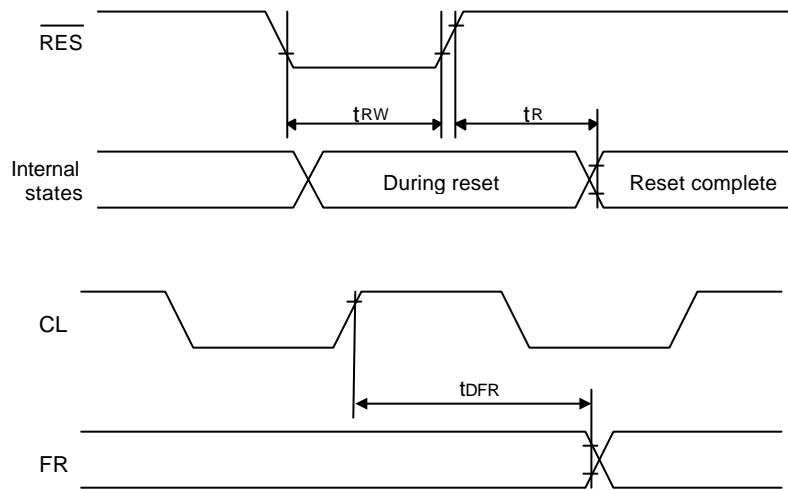 RES
tRW
tR
Internal
states
During reset
Reset complete
CL
tDFR
FR